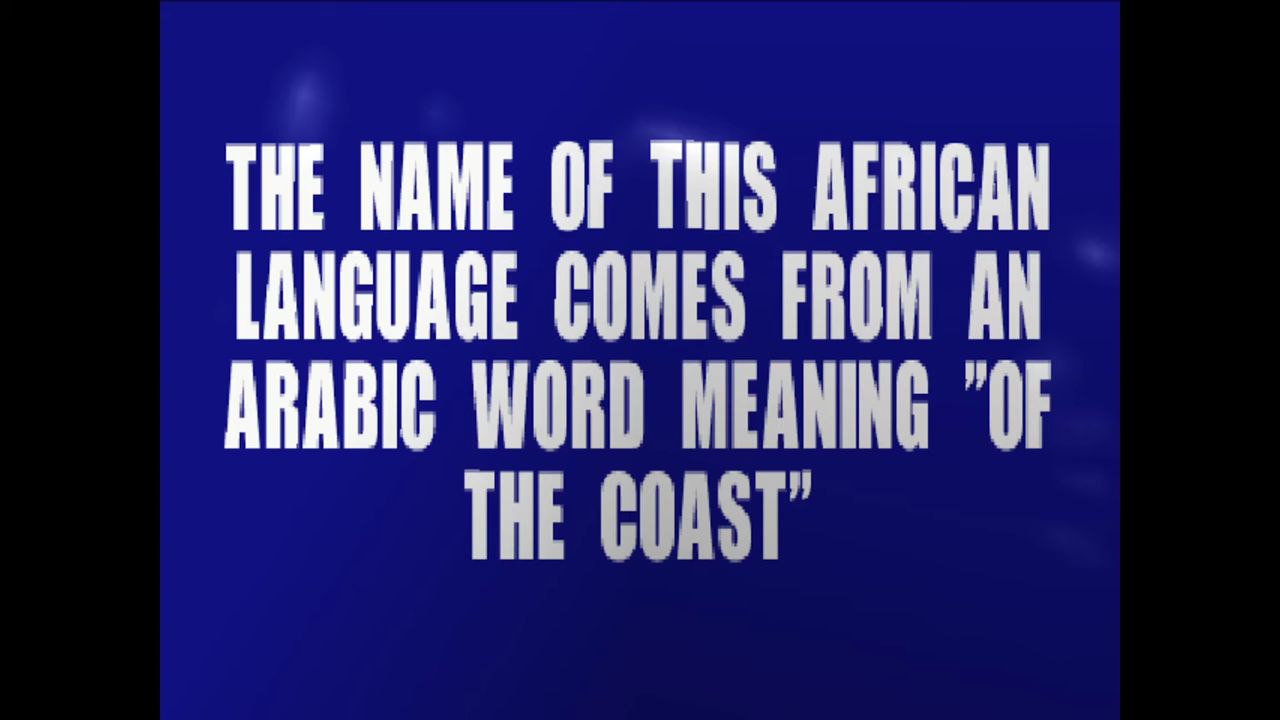 THE NAME OF THIS AFRICAN
LANGUAGE COMES FROM AN
ARABIC WORD MEANING ”OF
THE COAST”